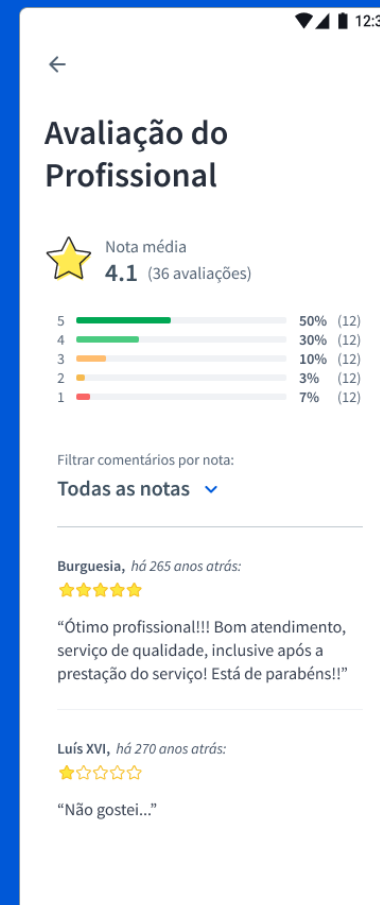 12:3
Avaliação do
Profissional
Nota média
4.1 (36 avaliações)
5 50% (12)
4 30% (12)
3 10% (12)
2 3% (12)
1 7% (12)
Filtrar comentários por nota:
Todas as notas
Burguesia, há 265 anos atrás:
“Ótimo profissional!!! Bom atendimento,
serviço de qualidade, inclusive após a
prestação do serviço! Está de parabéns!!”
Luís XVI, há 270 anos atrás:
“Não gostei...”